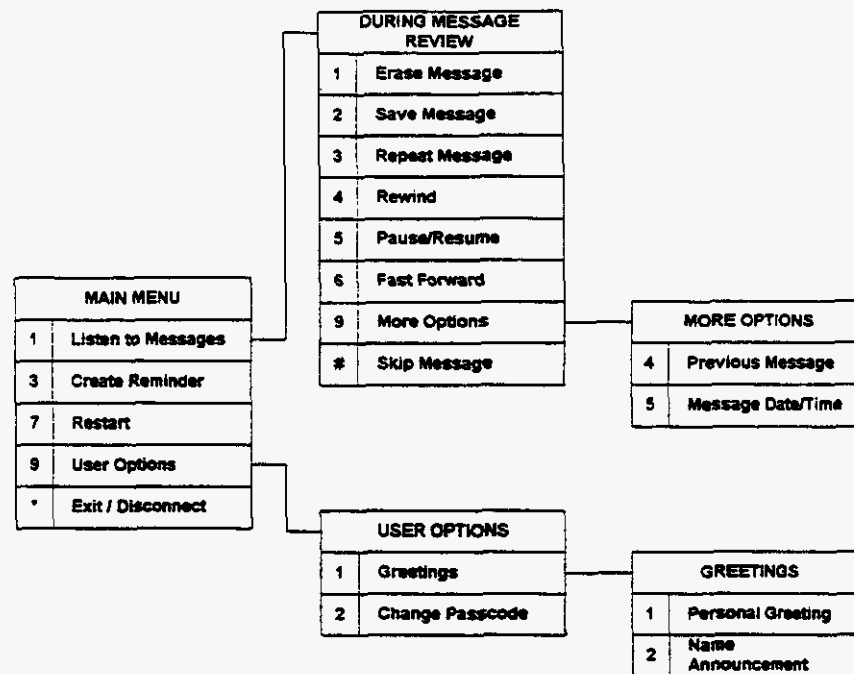 DURING MESSAGE
REVIEW
1 Erase Message
2 Save Message
3 Repeat Message
4 Rewind
5 Pause/Resume
6 Fast Forward
9 More Options
# Skip Message
MAIN MENU
1 Listen to Messages
3 Create Reminder
7 Restart
9 User Options
* Exit / Disconnect
MORE OPTIONS
4 Previous Message
5 Message Date/Time
USER OPTIONS
1 Greetings
2 Change Passcode
GREETINGS
1 Personal Greeting
2 Name
Announcement